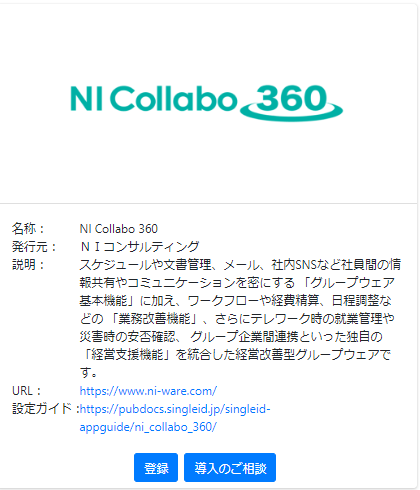 NI Collabo 360
名称： NI Collabo 360
発行元： ＮＩコンサルティング
説明： スケジュールや文書管理、メール、社内SNSなど社員間の情
報共有やコミュニケーションを密にする 「グループウェア
基本機能」に加え、ワークフローや経費精算、日程調整な
どの 「業務改善機能」、さらにテレワーク時の就業管理や
災害時の安否確認、 グループ企業間連携といった独自の
「経営支援機能」を統合した経営改善型グループウェアで
す。
URL： https://www.ni-ware.com/
設定ガイド：https://pubdocs.singleid.jp/singleid-
appguide/ni_collabo_360/
登録 導入のご相談